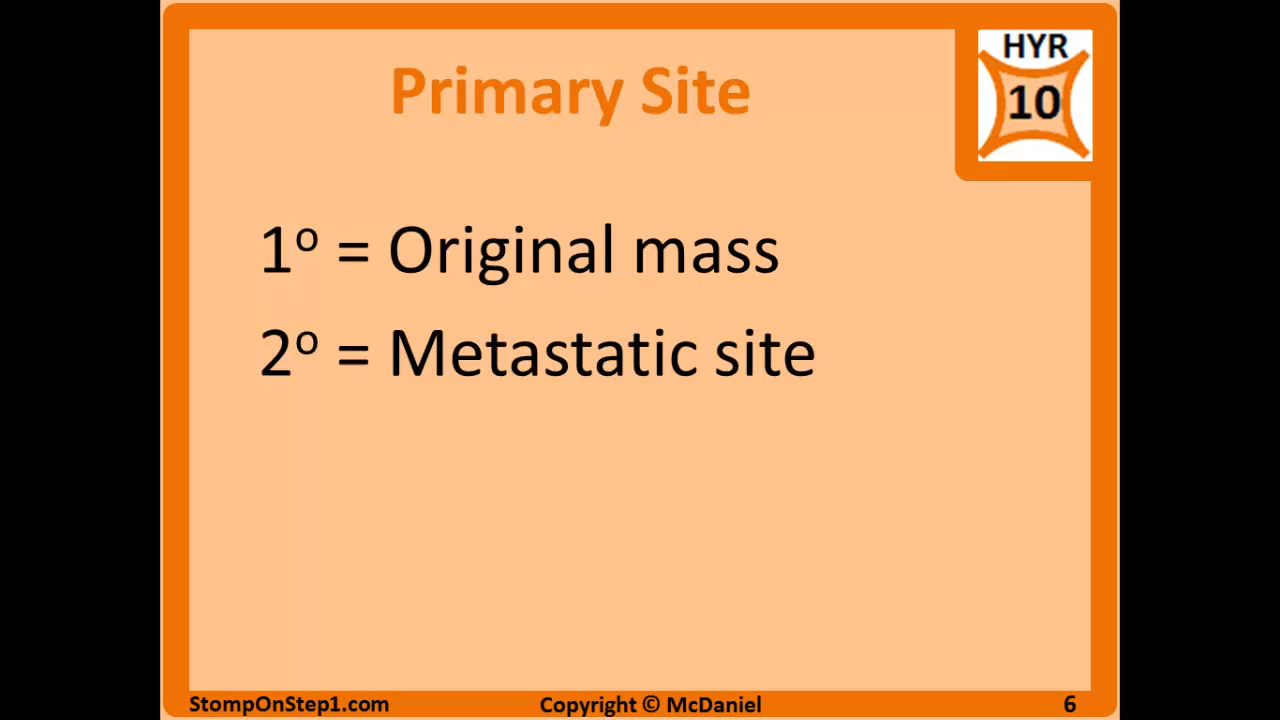 HYR
10
Primary Site
1º = Original mass
2º = Metastatic site
StompOnStep1.com Copyright © McDaniel 6